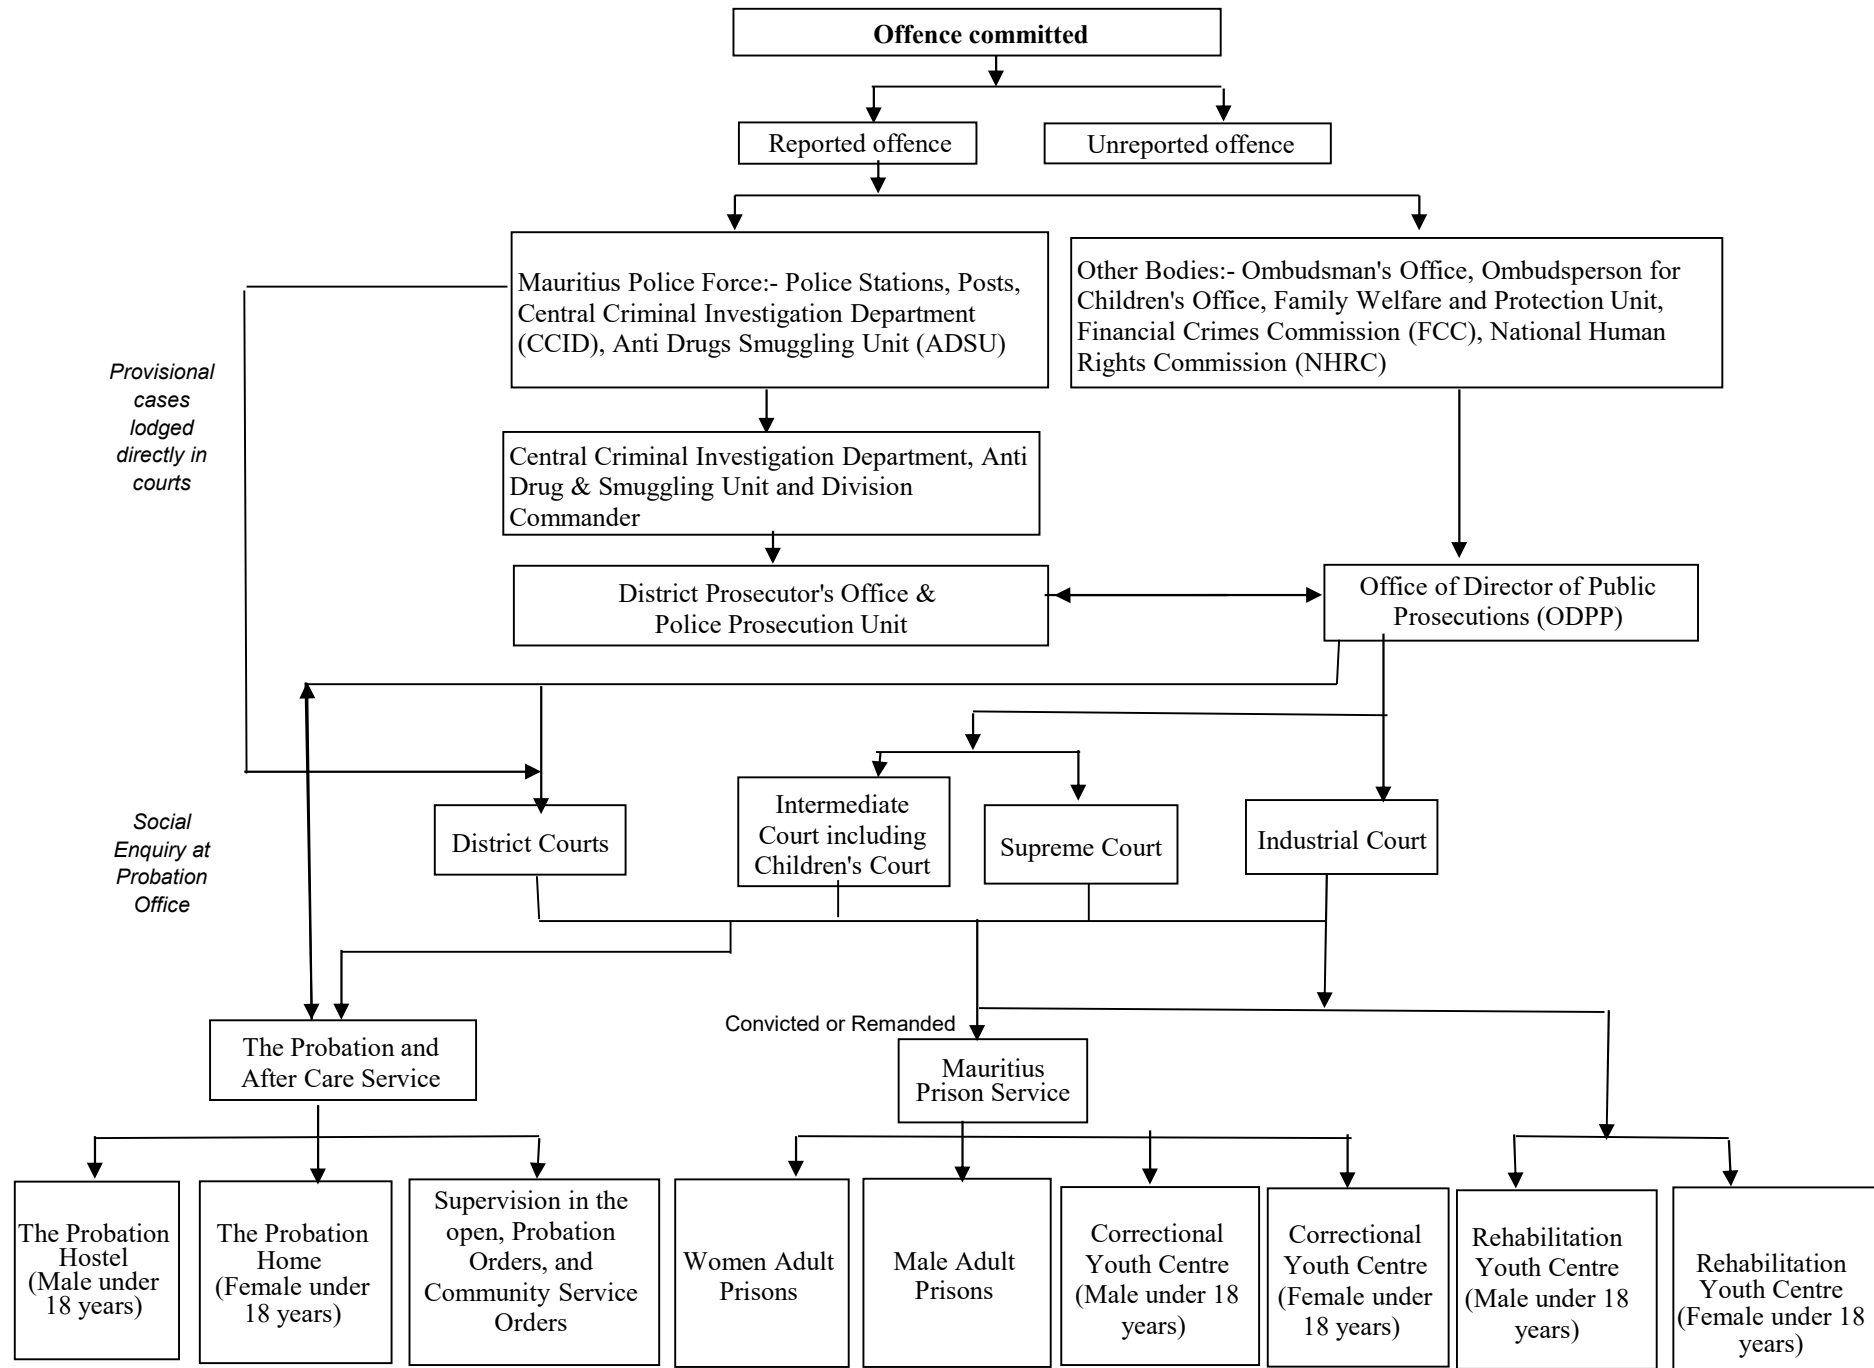 Offence committed
Reported offence
Unreported offence
Mauritius Police Force:- Police Stations, Posts,
Central Criminal Investigation Department
(CCID), Anti Drugs Smuggling Unit (ADSU)
Other Bodies:- Ombudsman's Office, Ombudsperson for
Children's Office, Family Welfare and Protection Unit,
Financial Crimes Commission (FCC), National Human
Rights Commission (NHRC)
Provisional
cases
lodged
directly in
courts
Central Criminal Investigation Department, Anti
Drug & Smuggling Unit and Division
Commander
District Prosecutor's Office &
Police Prosecution Unit
Office of Director of Public
Prosecutions (ODPP)
Social
Enquiry at
Probation
Office
District Courts
Intermediate
Court including
Children's Court
Supreme Court
Industrial Court
The Probation and
After Care Service
Convicted or Remanded
Mauritius
Prison Service
The Probation
Hostel
(Male under
18 years)
The Probation
Home
(Female under
18 years)
Supervision in the
open, Probation
Orders, and
Community Service
Orders
Women Adult
Prisons
Male Adult
Prisons
Correctional
Youth Centre
(Male under 18
years)
Correctional
Youth Centre
(Female under
18 years)
Rehabilitation
Youth Centre
(Male under 18
years)
Rehabilitation
Youth Centre
(Female under 18
years)